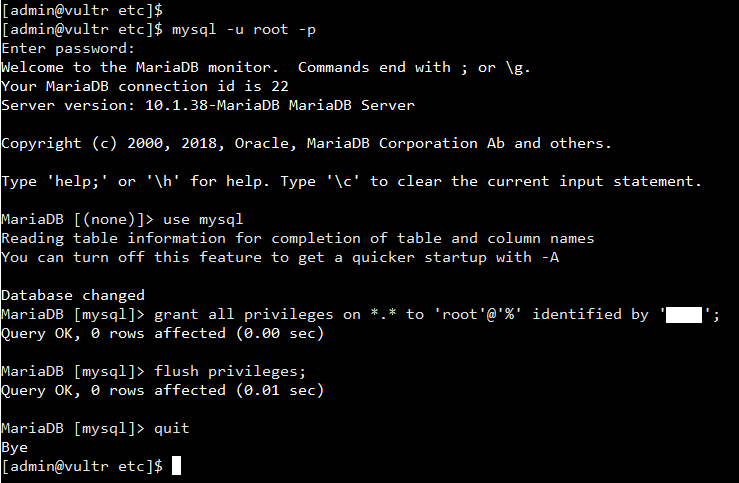 [admin@vultr etc]$
[admin@vultr etc]$ mysql -u root -p
Enter password:
Welcome to the MariaDB monitor.  Commands end with ; or \g.
Your MariaDB connection id is 22
Server version: 10.1.38-MariaDB MariaDB Server

Copyright (c) 2000, 2018, Oracle, MariaDB Corporation Ab and others.

Type 'help;' or '\h' for help. Type '\c' to clear the current input statement.

MariaDB [(none)]> use mysql
Reading table information for completion of table and column names
You can turn off this feature to get a quicker startup with -A

Database changed
MariaDB [mysql]> grant all privileges on *.* to 'root'@'%' identified by '    ';
Query OK, 0 rows affected (0.00 sec)

MariaDB [mysql]> flush privileges;
Query OK, 0 rows affected (0.01 sec)

MariaDB [mysql]> quit
Bye
[admin@vultr etc]$